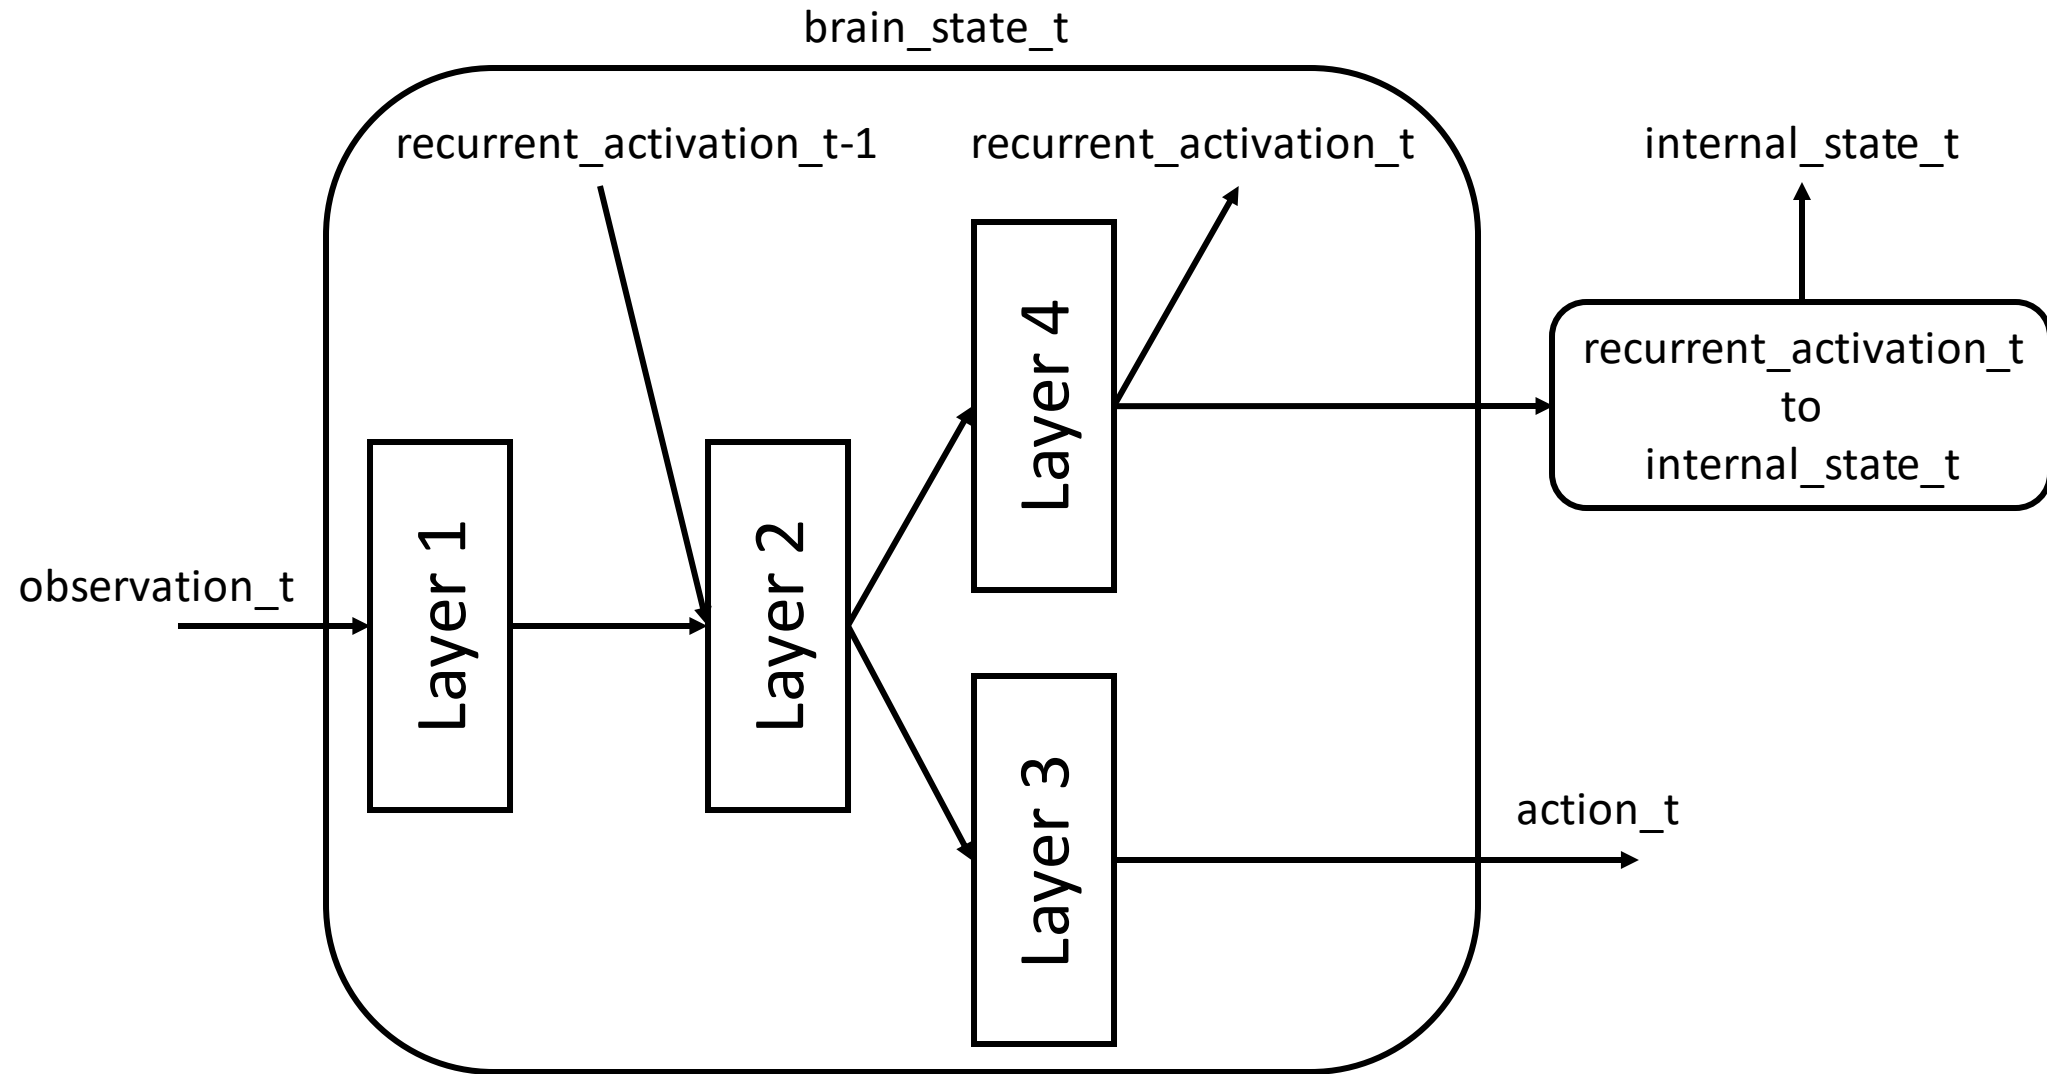 brain_state_t
recurrent_activation_t-1
recurrent_activation_t
internal_state_t
recurrent_activation_t
to
internal_state_t
Layer 4
Layer 1
Layer 2
observation_t
Layer 3
action_t